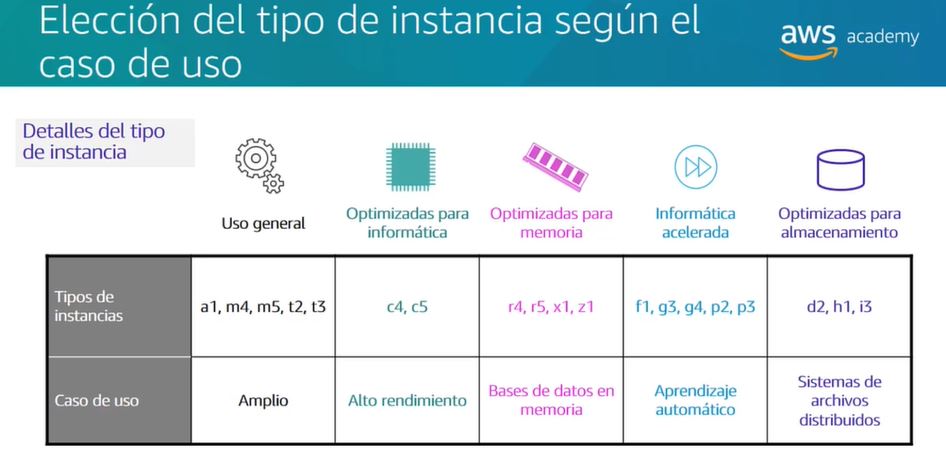 Elección del tipo de instancia según el
caso de uso
aws academy
Detalles del tipo
de instancia
Uso general
Optimizadas para
informática
Optimizadas para
memoria
Informática
acelerada
Optimizadas para
almacenamiento
Tipos de
instancias
a1, m4, m5, t2, t3
c4, c5
r4, r5, x1, z1
f1, g3, g4, p2, p3
d2, h1, i3
Caso de uso
Amplio
Alto rendimiento
Bases de datos en
memoria
Aprendizaje
automático
Sistemas de
archivos
distribuidos